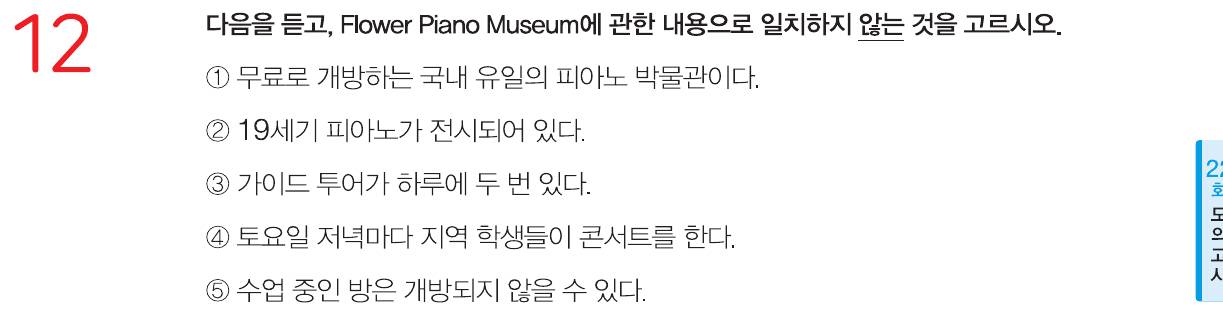 12
다음을 듣고, Flower Piano Museum에 관한 내용으로 일치하지 않는 것을 고르시오.
① 무료로 개방하는 국내 유일의 피아노 박물관이다.
② 19세기 피아노가 전시되어 있다.
③ 가이드 투어가 하루에 두 번 있다.
④ 토요일 저녁마다 지역 학생들이 콘서트를 한다.
⑤ 수업 중인 방은 개방되지 않을 수 있다.
22
회
모
의
고
사